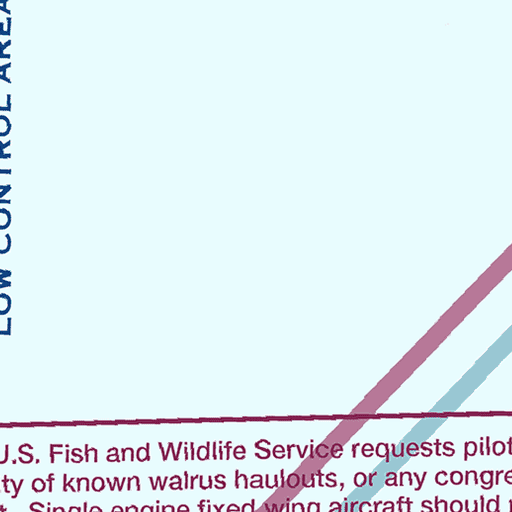 LOW CONTROL AREA
U.S. Fish and Wildlife Service requests pilot
ty of known walrus haulouts, or any congre
Single engine fixed wing aircraft should